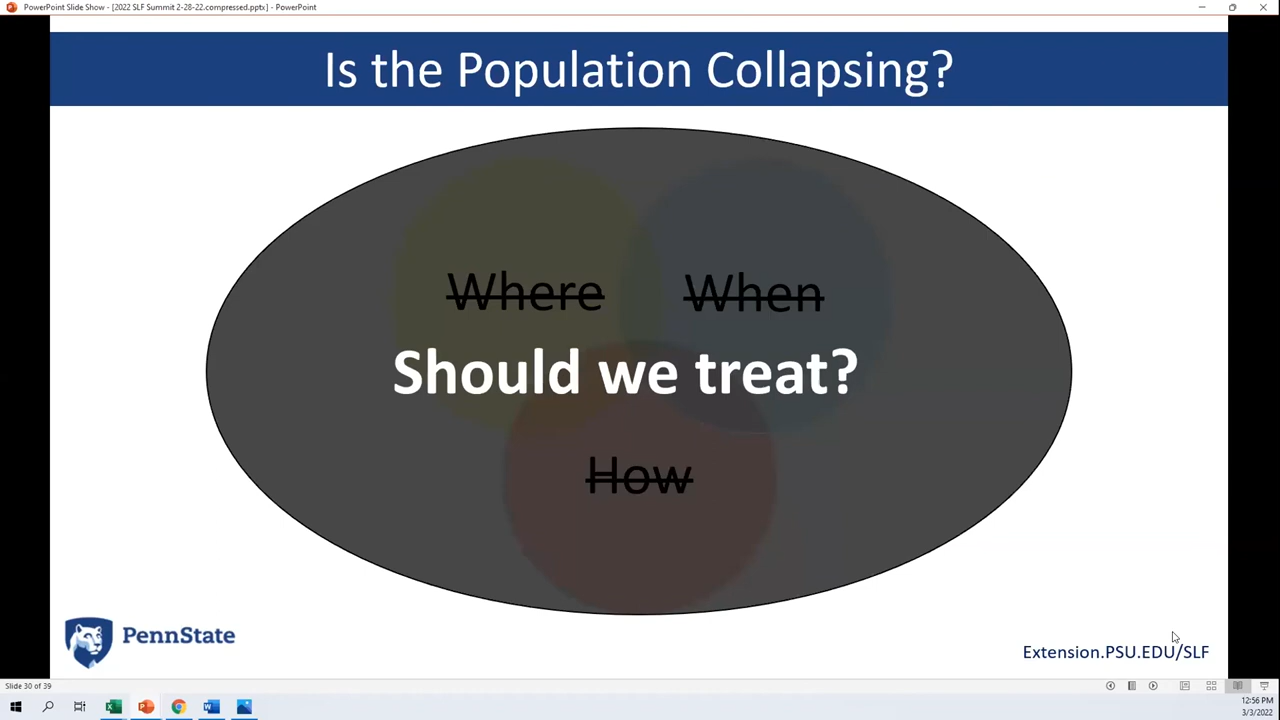 PowerPoint Slide Show - [2022 SLF Summit 2-28-22.compressed.pptx] - PowerPoint
Is the Population Collapsing?
Where When
Should we treat?
How
PennState
Extension.PSU.EDU/SLF
Slide 30 of 39
12:56 PM
3/3/2022